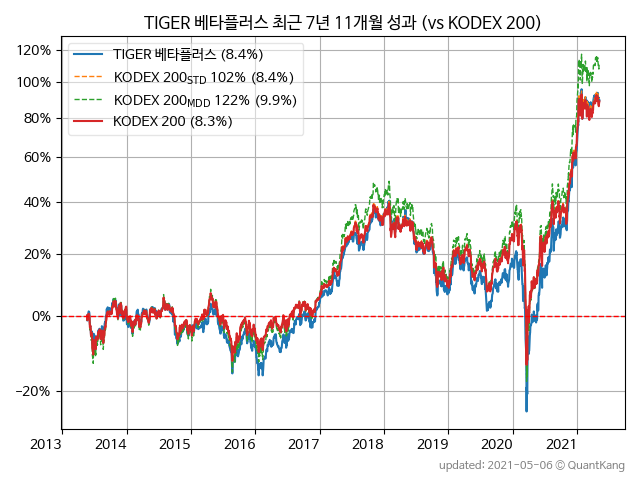 TIGER 베타플러스 최근 7년 11개월 성과 (vs KODEX 200)
TIGER 베타플러스 (8.4%)
KODEX 200STD 102% (8.4%)
KODEX 200MDD 122% (9.9%)
KODEX 200 (8.3%)
120%
100%
80%
60%
40%
20%
0%
−20%
2013 2014 2015 2016 2017 2018 2019 2020 2021
updated: 2021-05-06 © QuantKang